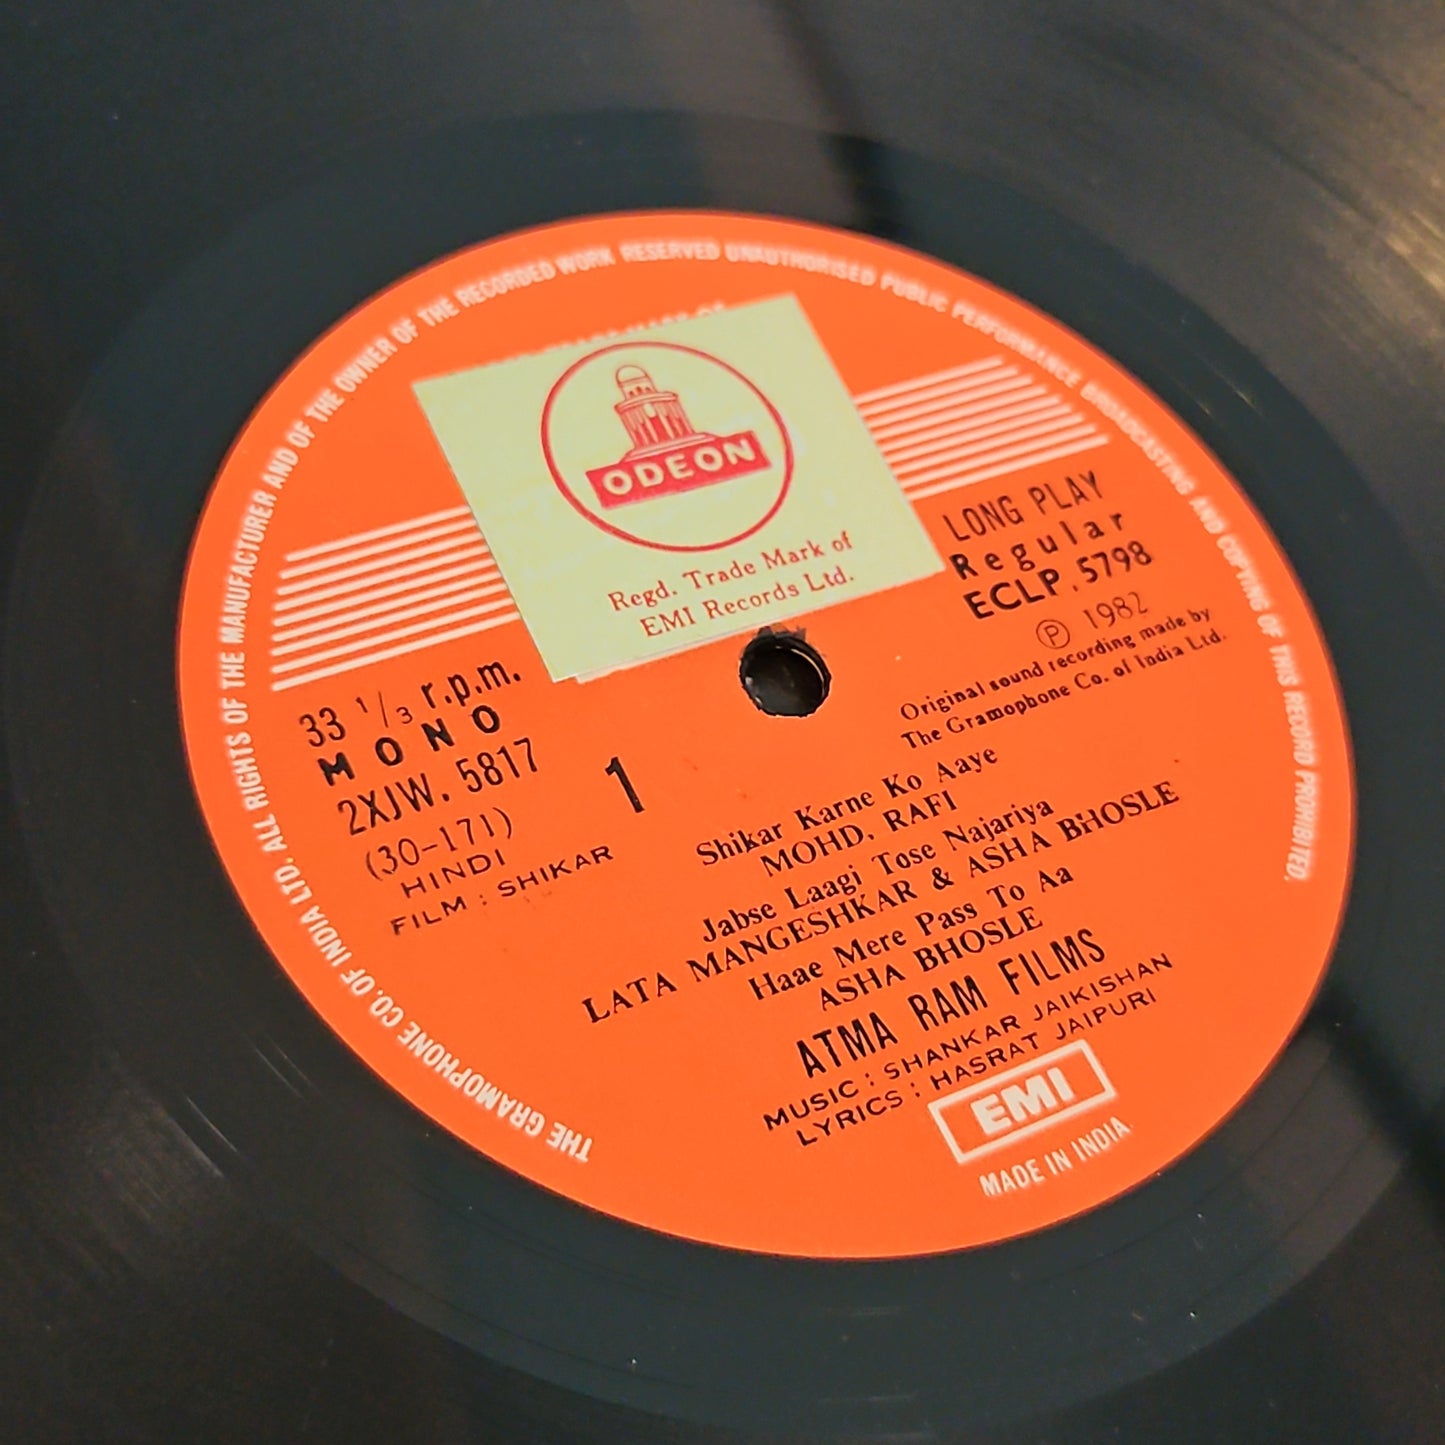 THE GRAMOPHONE CO. OF INDIA LTD. ALL RIGHTS OF THE MANUFACTURER AND OF THE OWNER OF THE RECORDED WORK RESERVED UNAUTHORISED PUBLIC PERFORMANCE BROADCASTING AND COPYING OF THIS RECORD PROHIBITED.
ODEON
Regd. Trade Mark of
EMI Records Ltd.
LONG PLAY
Regular
ECLP. 5798
Ⓟ 1982
Original sound recording made by
The Gramophone Co. of India Ltd.
33 1/3 r.p.m.
MONO
2XJW. 5817
(30-171)
HINDI
FILM : SHIKAR
1
Shikar Karne Ko Aaye
MOHD. RAFI
Jabse Laagi Tose Najariya
LATA MANGESHKAR & ASHA BHOSLE
Haae Mere Pass To Aa
ASHA BHOSLE
ATMA RAM FILMS
MUSIC : SHANKAR JAIKISHAN
LYRICS : HASRAT JAIPURI
EMI
MADE IN INDIA